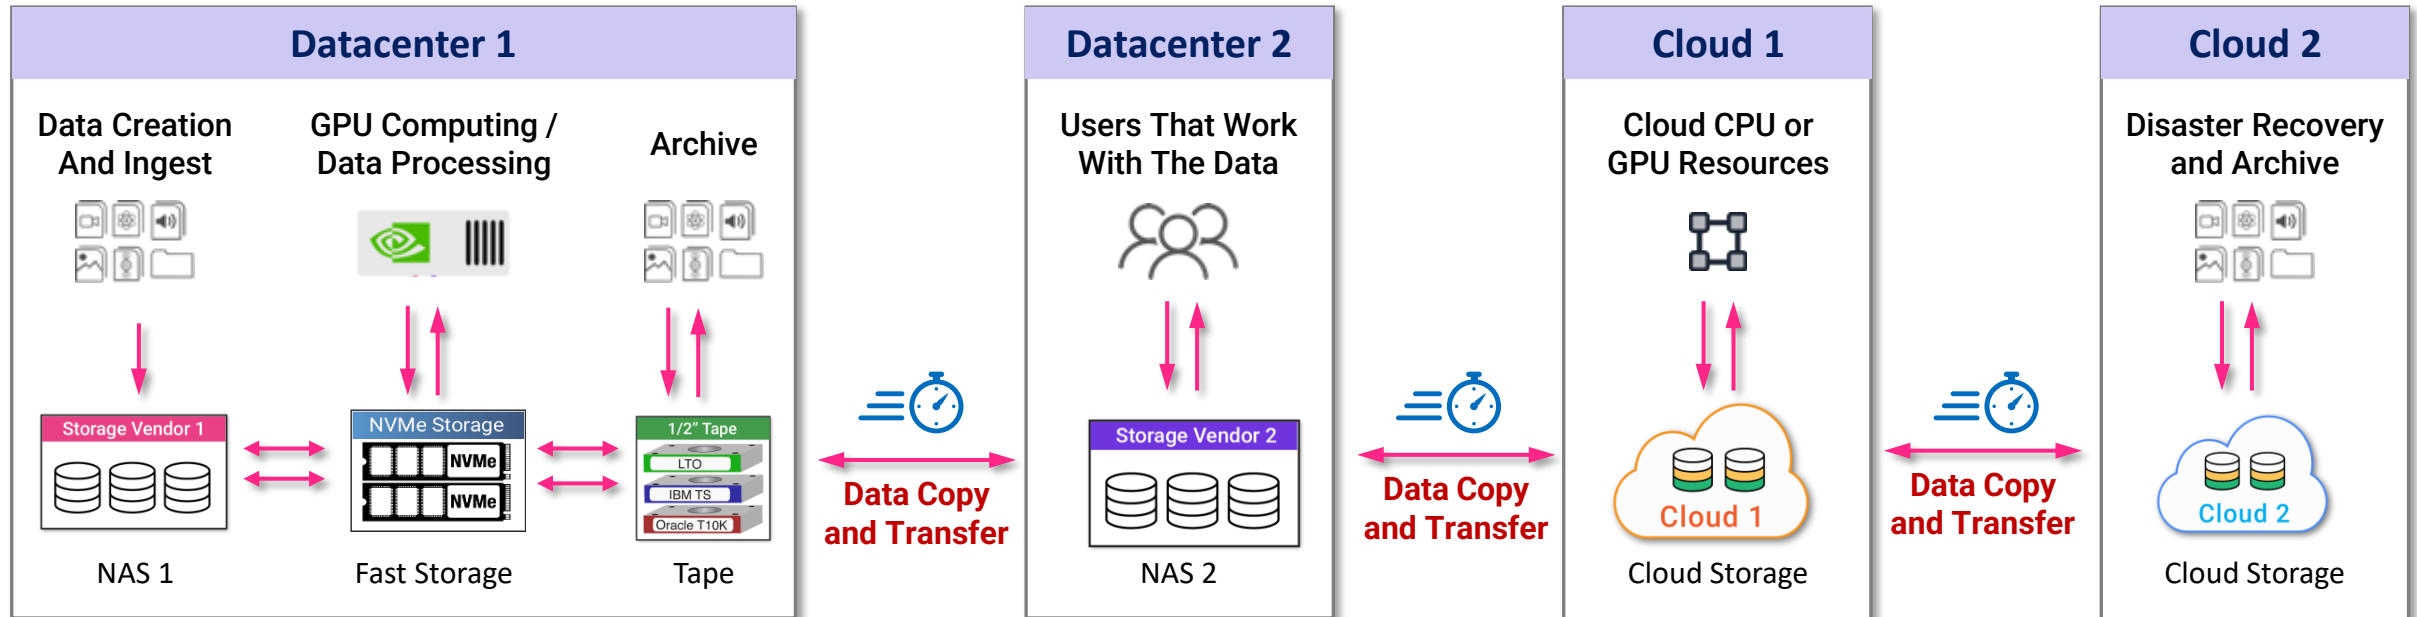 Datacenter 1
Data Creation
And Ingest
GPU Computing /
Data Processing
Archive
Storage Vendor 1
NAS 1
NVMe Storage
NVMe
NVMe
Fast Storage
1/2" Tape
LTO
IBM TS
Oracle T10K
Tape
Data Copy
and Transfer
Datacenter 2
Users That Work
With The Data
Storage Vendor 2
NAS 2
Data Copy
and Transfer
Cloud 1
Cloud CPU or
GPU Resources
Cloud 1
Cloud Storage
Data Copy
and Transfer
Cloud 2
Disaster Recovery
and Archive
Cloud 2
Cloud Storage